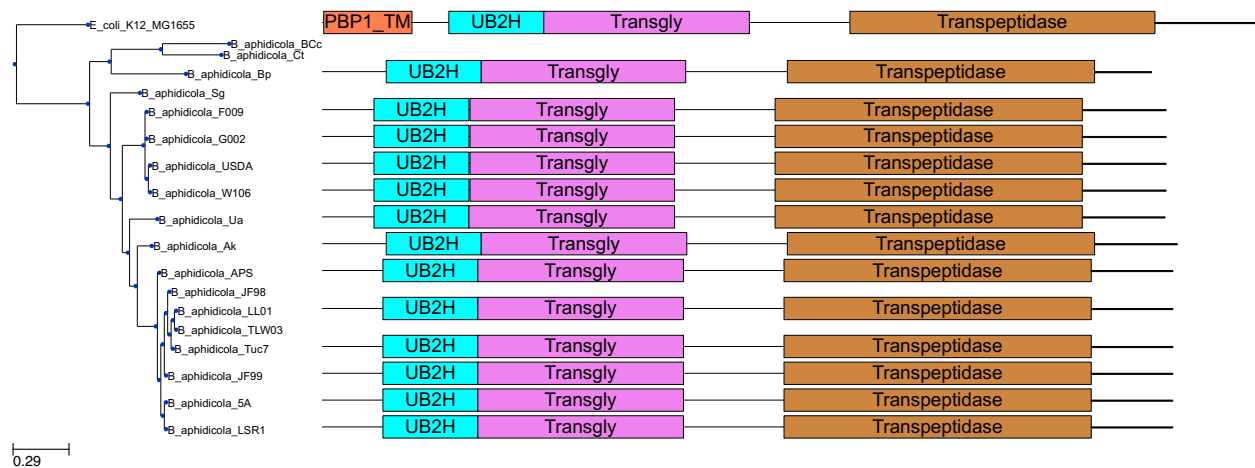 E_coli_K12_MG1655 PBP1_TM UB2H Transgly Transpeptidase
B_aphidicola_BCc
B_aphidicola_Ct
B_aphidicola_Bp UB2H Transgly Transpeptidase
B_aphidicola_Sg
B_aphidicola_F009 UB2H Transgly Transpeptidase
B_aphidicola_G002 UB2H Transgly Transpeptidase
B_aphidicola_USDA UB2H Transgly Transpeptidase
B_aphidicola_W106 UB2H Transgly Transpeptidase
B_aphidicola_Ua UB2H Transgly Transpeptidase
B_aphidicola_Ak UB2H Transgly Transpeptidase
B_aphidicola_APS UB2H Transgly Transpeptidase
B_aphidicola_JF98
B_aphidicola_LL01 UB2H Transgly Transpeptidase
B_aphidicola_TLW03
B_aphidicola_Tuc7 UB2H Transgly Transpeptidase
B_aphidicola_JF99 UB2H Transgly Transpeptidase
B_aphidicola_5A UB2H Transgly Transpeptidase
B_aphidicola_LSR1 UB2H Transgly Transpeptidase
0.29